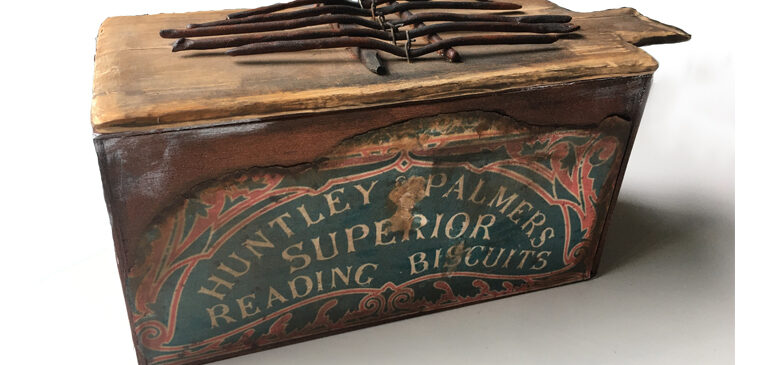 HUNTLEY & PALMERS
SUPERIOR
READING BISCUITS